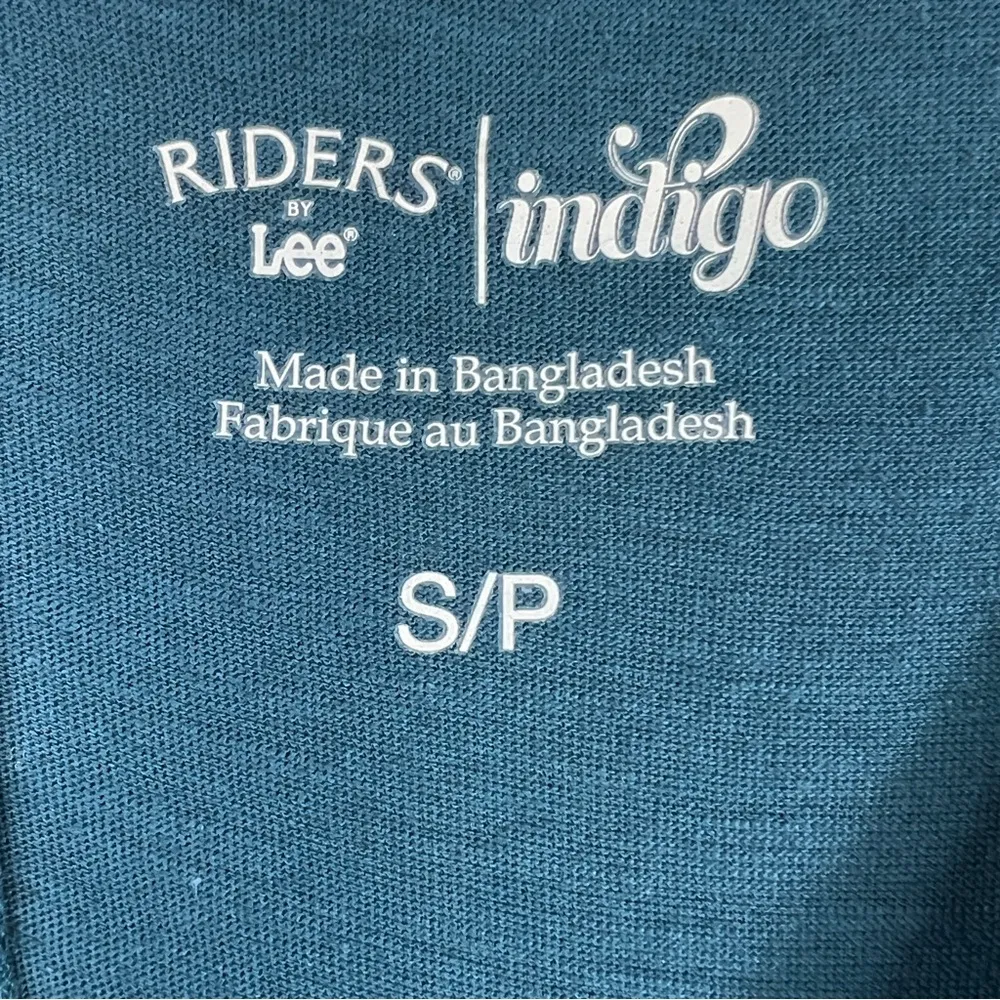 RIDERS® | indigo
BY
Lee®
Made in Bangladesh
Fabrique au Bangladesh
S/P